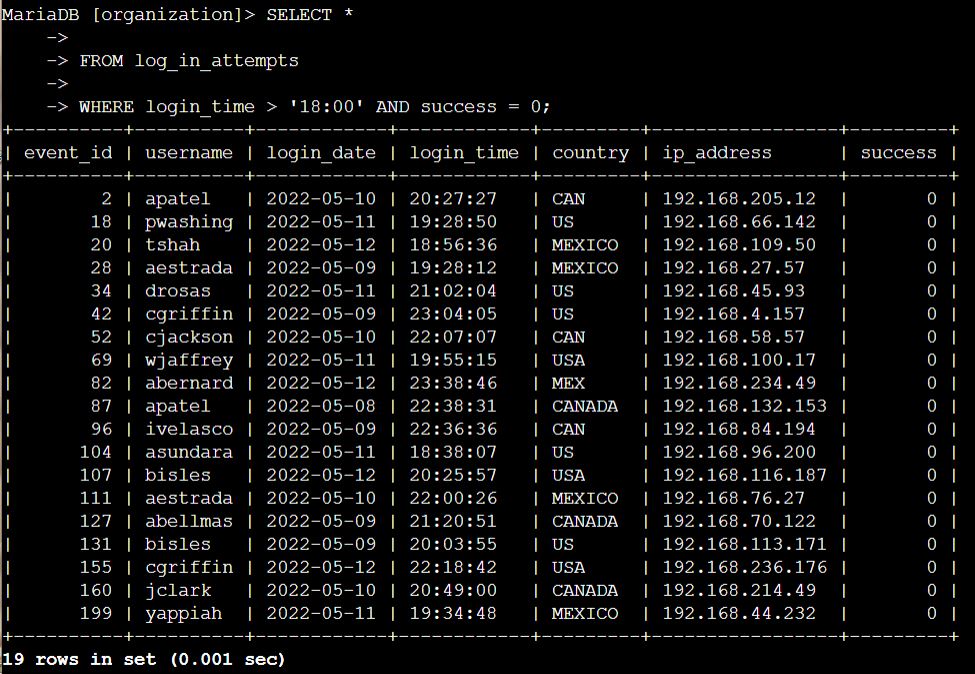 MariaDB [organization]> SELECT *
    ->
    -> FROM log_in_attempts
    ->
    -> WHERE login_time > '18:00' AND success = 0;
+----------+----------+------------+------------+---------+-----------------+---------+
| event_id | username | login_date | login_time | country | ip_address      | success |
+----------+----------+------------+------------+---------+-----------------+---------+
|        2 | apatel   | 2022-05-10 | 20:27:27   | CAN     | 192.168.205.12  |       0 |
|       18 | pwashing | 2022-05-11 | 19:28:50   | US      | 192.168.66.142  |       0 |
|       20 | tshah    | 2022-05-12 | 18:56:36   | MEXICO  | 192.168.109.50  |       0 |
|       28 | aestrada | 2022-05-09 | 19:28:12   | MEXICO  | 192.168.27.57   |       0 |
|       34 | drosas   | 2022-05-11 | 21:02:04   | US      | 192.168.45.93   |       0 |
|       42 | cgriffin | 2022-05-09 | 23:04:05   | US      | 192.168.4.157   |       0 |
|       52 | cjackson | 2022-05-10 | 22:07:07   | CAN     | 192.168.58.57   |       0 |
|       69 | wjaffrey | 2022-05-11 | 19:55:15   | USA     | 192.168.100.17  |       0 |
|       82 | abernard | 2022-05-12 | 23:38:46   | MEX     | 192.168.234.49  |       0 |
|       87 | apatel   | 2022-05-08 | 22:38:31   | CANADA  | 192.168.132.153 |       0 |
|       96 | ivelasco | 2022-05-09 | 22:36:36   | CAN     | 192.168.84.194  |       0 |
|      104 | asundara | 2022-05-11 | 18:38:07   | US      | 192.168.96.200  |       0 |
|      107 | bisles   | 2022-05-12 | 20:25:57   | USA     | 192.168.116.187 |       0 |
|      111 | aestrada | 2022-05-10 | 22:00:26   | MEXICO  | 192.168.76.27   |       0 |
|      127 | abellmas | 2022-05-09 | 21:20:51   | CANADA  | 192.168.70.122  |       0 |
|      131 | bisles   | 2022-05-09 | 20:03:55   | US      | 192.168.113.171 |       0 |
|      155 | cgriffin | 2022-05-12 | 22:18:42   | USA     | 192.168.236.176 |       0 |
|      160 | jclark   | 2022-05-10 | 20:49:00   | CANADA  | 192.168.214.49  |       0 |
|      199 | yappiah  | 2022-05-11 | 19:34:48   | MEXICO  | 192.168.44.232  |       0 |
+----------+----------+------------+------------+---------+-----------------+---------+
19 rows in set (0.001 sec)